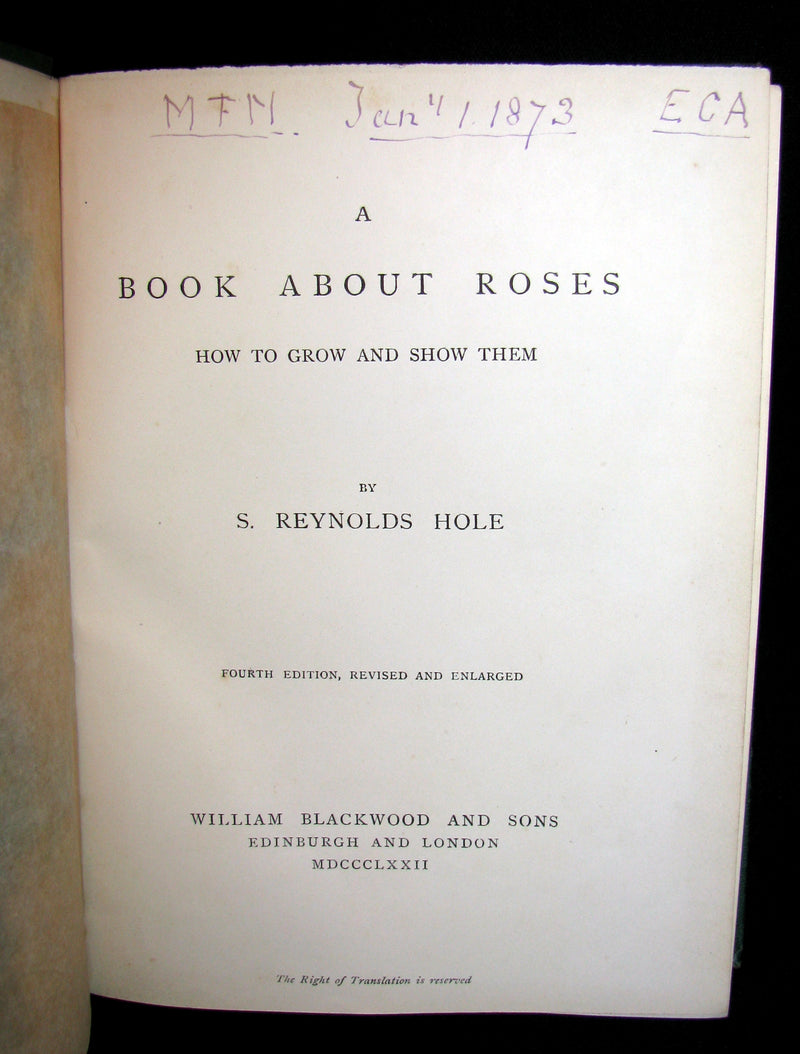 MFM. Jany 1. 1873 ECA
A
BOOK ABOUT ROSES
HOW TO GROW AND SHOW THEM
BY
S. REYNOLDS HOLE
FOURTH EDITION, REVISED AND ENLARGED
WILLIAM BLACKWOOD AND SONS
EDINBURGH AND LONDON
MDCCCLXXII
The Right of Translation is reserved